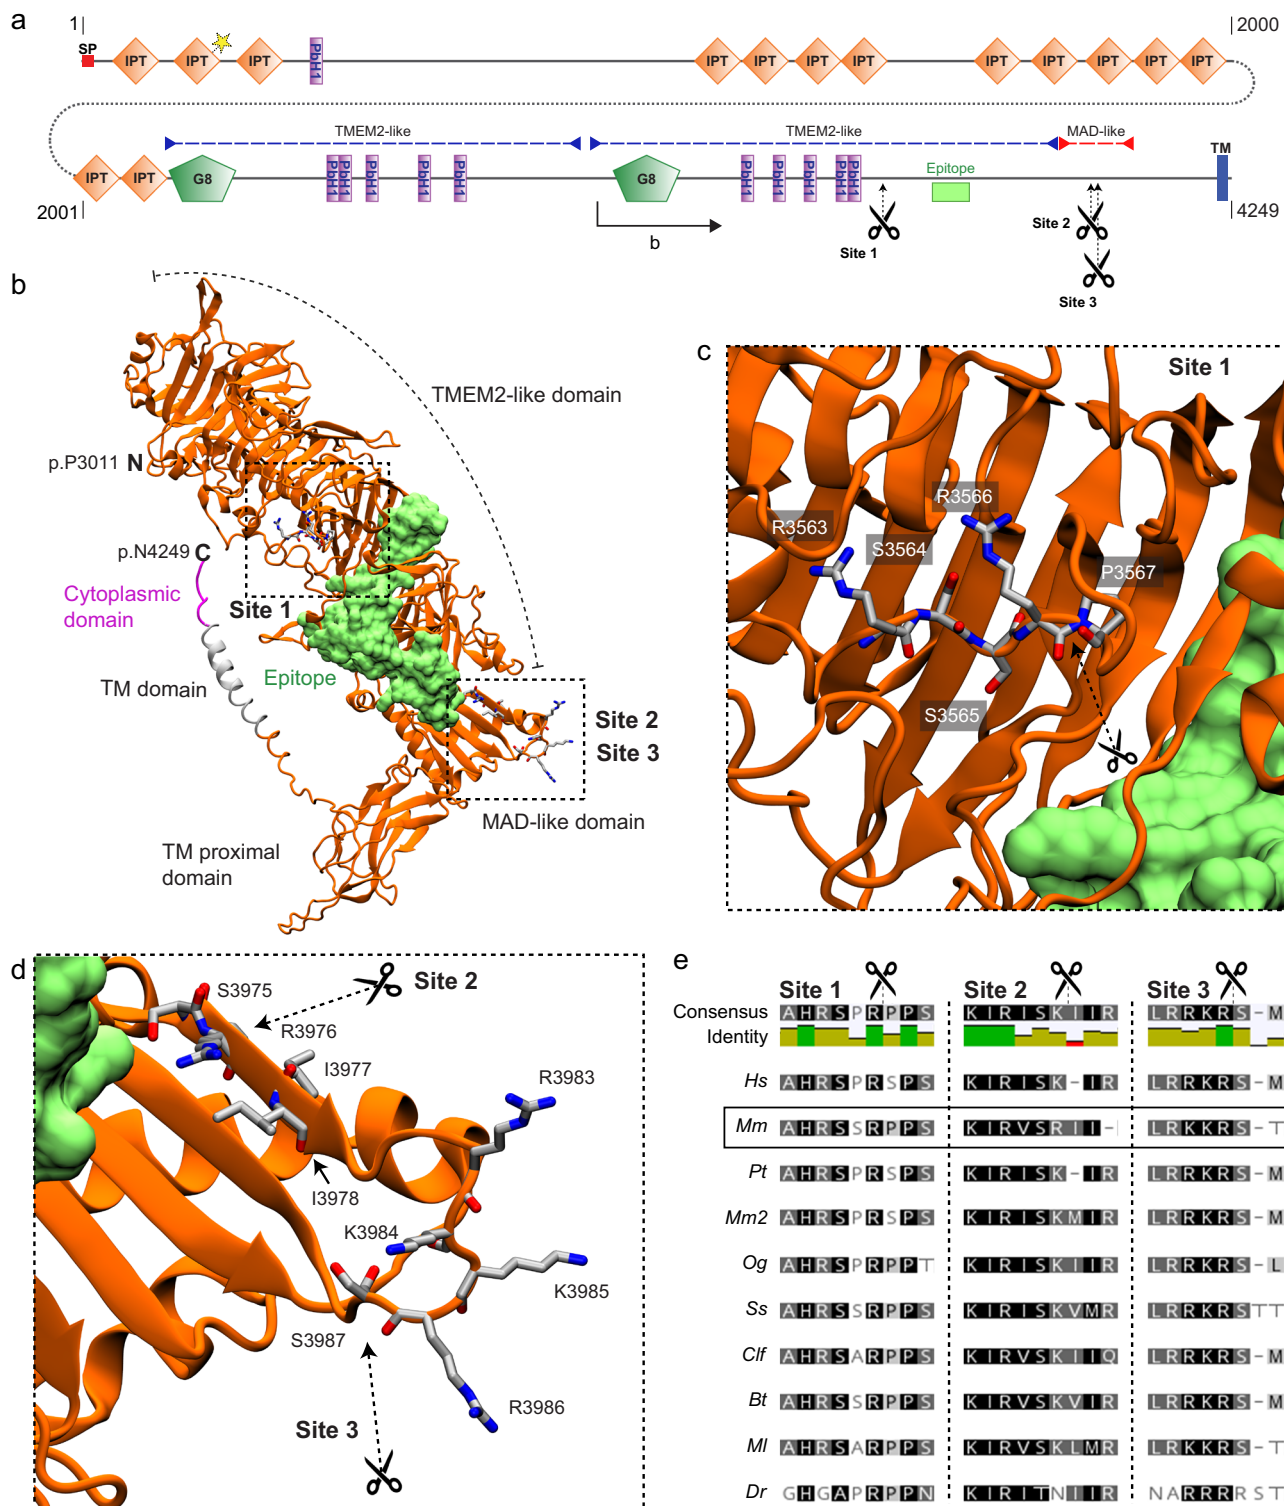 a
1
2000
SP
IPT
IPT
IPT
PbH1
IPT
IPT
IPT
IPT
IPT
IPT
IPT
IPT
IPT
TMEM2-like
TMEM2-like
MAD-like
TM
IPT
IPT
G8
PbH1
PbH1
PbH1
PbH1
PbH1
G8
PbH1
PbH1
PbH1
PbH1
PbH1
Epitope
2001
4249
b
Site 1
Site 2
Site 3
b
TMEM2-like domain
p.P3011 N
p.N4249 C
Cytoplasmic
domain
Site 1
Epitope
TM domain
Site 2
Site 3
MAD-like domain
TM proximal
domain
c
Site 1
R3566
R3563
S3564
P3567
S3565
d
Site 2
S3975
R3976
I3977
R3983
I3978
K3984
K3985
S3987
R3986
Site 3
e
Site 1 Site 2 Site 3
Consensus AHRSPRPPS KIRISKIIR LRRKRS-M
Identity
Hs AHRSPRSPS KIRISK-IR LRRKRS-M
Mm AHRSSRPPS KIRVSRII- LRKKRS-T
Pt AHRSPRSPS KIRISK-IR LRRKRS-M
Mm2 AHRSPRSPS KIRISKMIR LRRKRS-M
Og AHRSPRPPT KIRISKIIR LRRKRS-L
Ss AHRSSRPPS KIRISKVMR LRRKRSTT
Clf AHRSARPPS KIRVSKIIQ LRRKRS-M
Bt AHRSSRPPS KIRVSKVIR LRRKRS-M
Ml AHRSARPPS KIRVSKLMR LRKKRS-T
Dr GHGAPRPPN KIRITNIIR NARRRRST